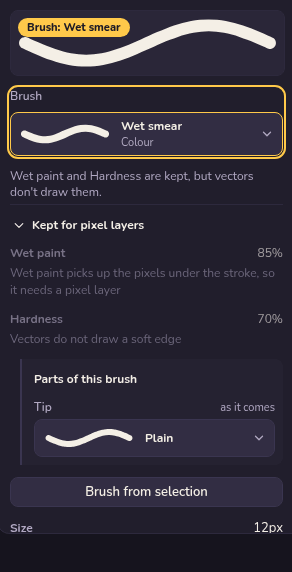 Brush: Wet smear
Brush
Wet smear
Colour
Wet paint and Hardness are kept, but vectors
don't draw them.
Kept for pixel layers
Wet paint 85%
Wet paint picks up the pixels under the stroke, so
it needs a pixel layer
Hardness 70%
Vectors do not draw a soft edge
Parts of this brush
Tip as it comes
Plain
Brush from selection
Size 12px